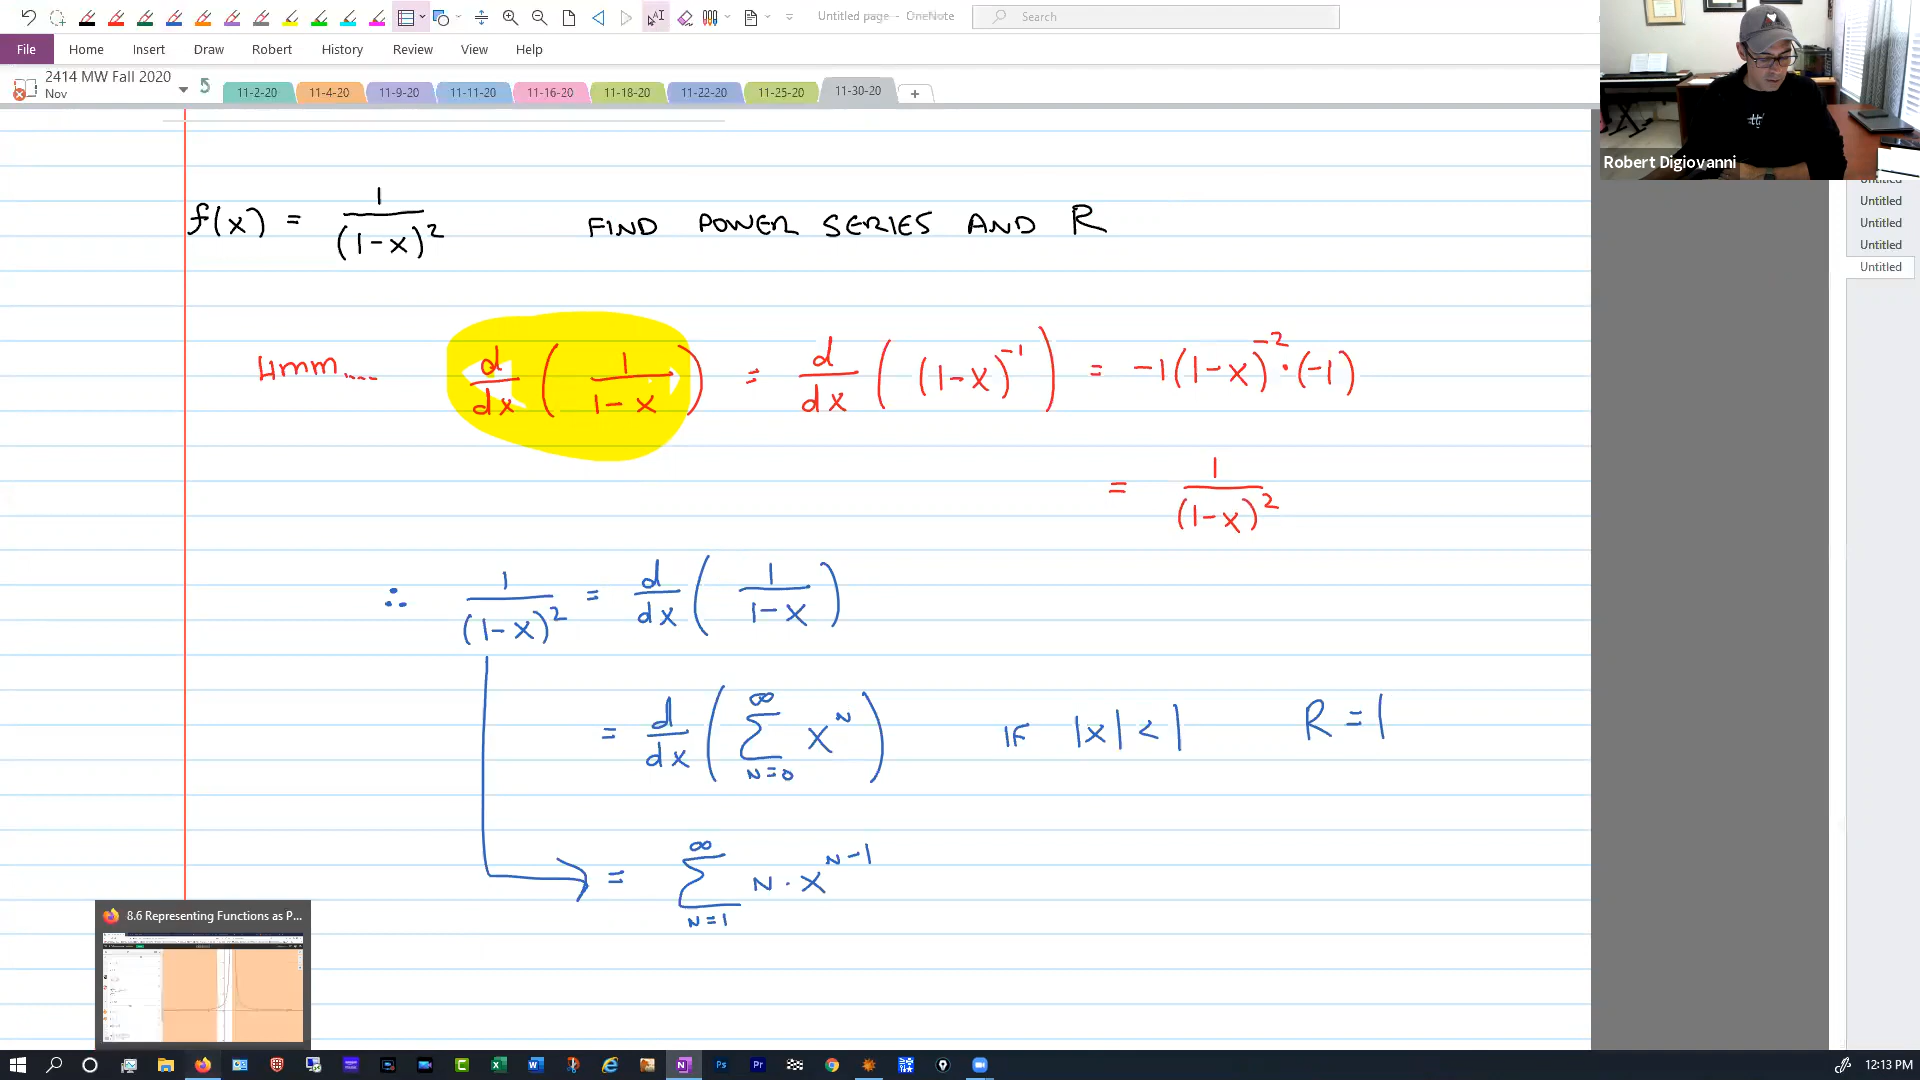 Untitled page - OneNote
Search
File Home Insert Draw Robert History Review View Help
2414 MW Fall 2020
Nov
11-2-20 11-4-20 11-9-20 11-11-20 11-16-20 11-18-20 11-22-20 11-25-20 11-30-20 +
Robert Digiovanni
Untitled
Untitled
Untitled
Untitled
Untitled
f(x) = 1/(1-x)² FIND POWER SERIES AND R
Hmm.... d/dx (1/(1-x)) = d/dx ((1-x)⁻¹) = -1(1-x)⁻²·(-1)
= 1/(1-x)²
∴ 1/(1-x)² = d/dx (1/(1-x))
= d/dx (∑_{N=0}^{∞} x^N) IF |x| < 1 R = 1
= ∑_{N=1}^{∞} N·x^{N-1}
8.6 Representing Functions as P...
12:13 PM